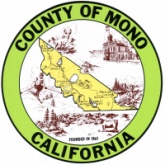 COUNTY OF MONO
FOUNDED IN 1861
CALIFORNIA